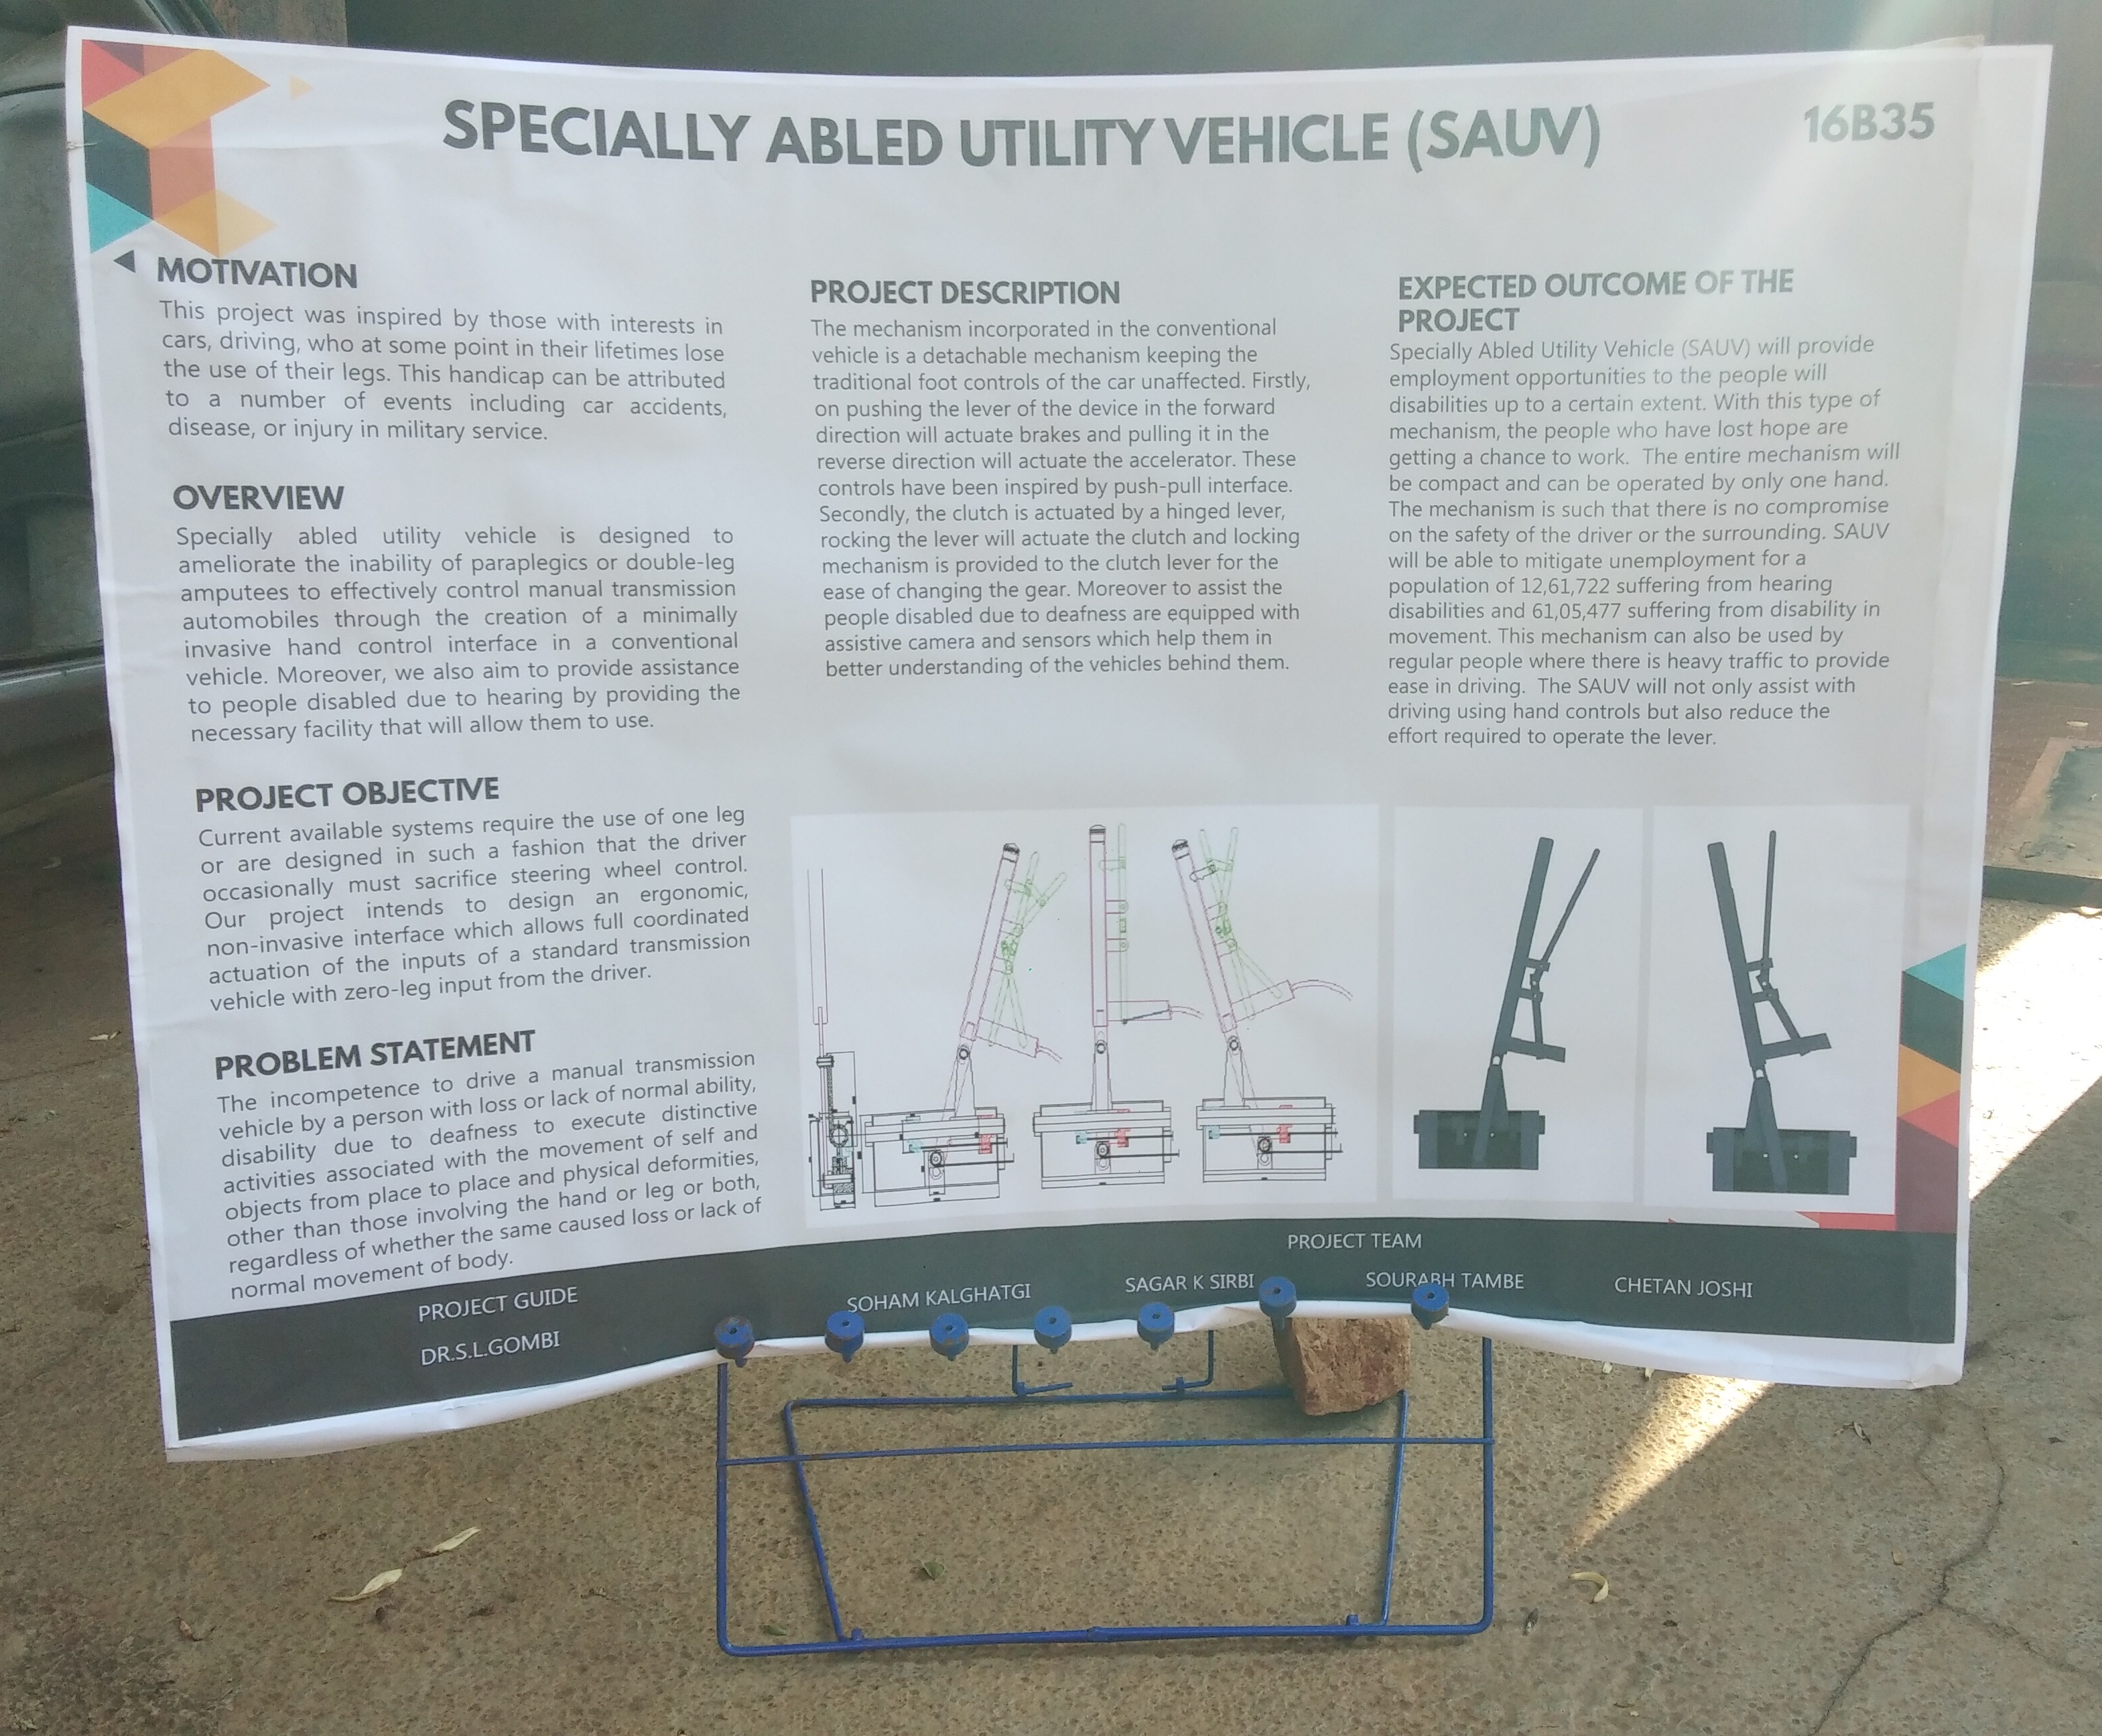 SPECIALLY ABLED UTILITY VEHICLE (SAUV)
16B35
MOTIVATION
This project was inspired by those with interests in
cars, driving, who at some point in their lifetimes lose
the use of their legs. This handicap can be attributed
to a number of events including car accidents,
disease, or injury in military service.
OVERVIEW
Specially abled utility vehicle is designed to
ameliorate the inability of paraplegics or double-leg
amputees to effectively control manual transmission
automobiles through the creation of a minimally
invasive hand control interface in a conventional
vehicle. Moreover, we also aim to provide assistance
to people disabled due to hearing by providing the
necessary facility that will allow them to use.
PROJECT OBJECTIVE
Current available systems require the use of one leg
or are designed in such a fashion that the driver
occasionally must sacrifice steering wheel control.
Our project intends to design an ergonomic,
non-invasive interface which allows full coordinated
actuation of the inputs of a standard transmission
vehicle with zero-leg input from the driver.
PROBLEM STATEMENT
The incompetence to drive a manual transmission
vehicle by a person with loss or lack of normal ability,
disability due to deafness to execute distinctive
activities associated with the movement of self and
objects from place to place and physical deformities,
other than those involving the hand or leg or both,
regardless of whether the same caused loss or lack of
normal movement of body.
PROJECT DESCRIPTION
The mechanism incorporated in the conventional
vehicle is a detachable mechanism keeping the
traditional foot controls of the car unaffected. Firstly,
on pushing the lever of the device in the forward
direction will actuate brakes and pulling it in the
reverse direction will actuate the accelerator. These
controls have been inspired by push-pull interface.
Secondly, the clutch is actuated by a hinged lever,
rocking the lever will actuate the clutch and locking
mechanism is provided to the clutch lever for the
ease of changing the gear. Moreover to assist the
people disabled due to deafness are equipped with
assistive camera and sensors which help them in
better understanding of the vehicles behind them.
EXPECTED OUTCOME OF THE
PROJECT
Specially Abled Utility Vehicle (SAUV) will provide
employment opportunities to the people will
disabilities up to a certain extent. With this type of
mechanism, the people who have lost hope are
getting a chance to work. The entire mechanism will
be compact and can be operated by only one hand.
The mechanism is such that there is no compromise
on the safety of the driver or the surrounding. SAUV
will be able to mitigate unemployment for a
population of 12,61,722 suffering from hearing
disabilities and 61,05,477 suffering from disability in
movement. This mechanism can also be used by
regular people where there is heavy traffic to provide
ease in driving. The SAUV will not only assist with
driving using hand controls but also reduce the
effort required to operate the lever.
PROJECT GUIDE
DR.S.L.GOMBI
PROJECT TEAM
SOHAM KALGHATGI
SAGAR K SIRBI
SOURABH TAMBE
CHETAN JOSHI